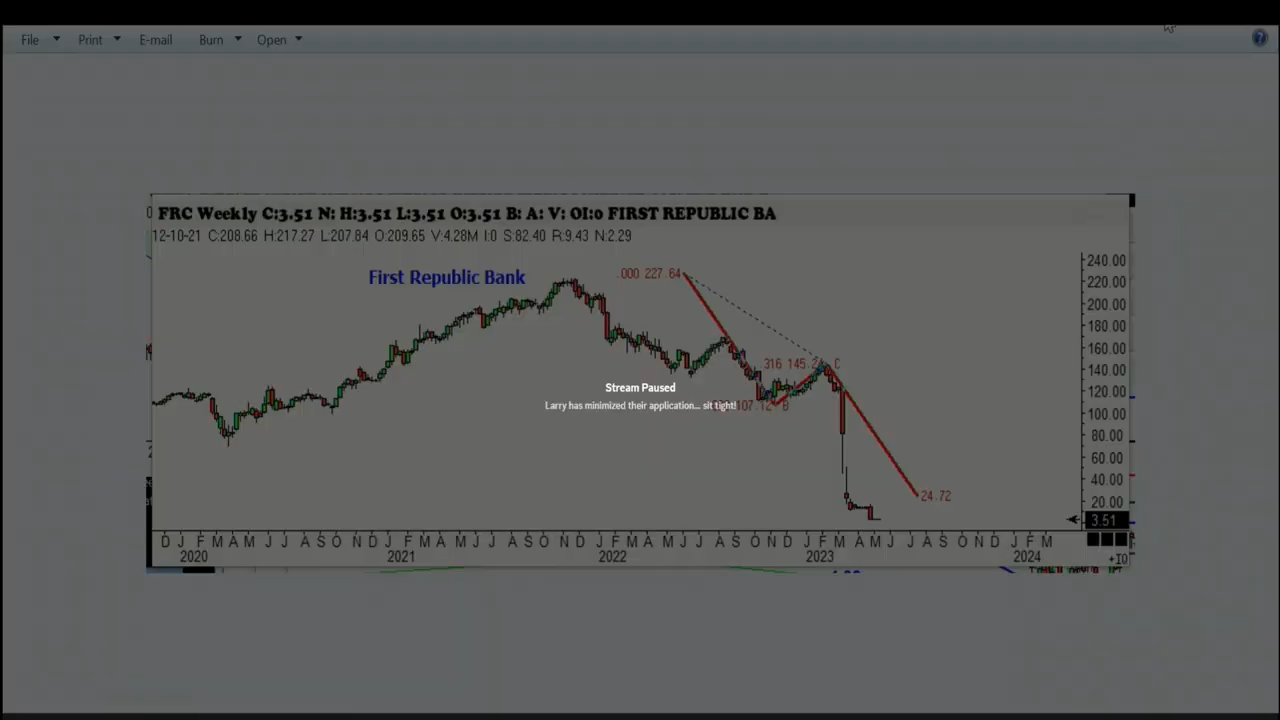 File Print E-mail Burn Open
FRC Weekly C:3.51 N: H:3.51 L:3.51 O:3.51 B: A: V: OI:0 FIRST REPUBLIC BA
12-10-21 C:208.66 H:217.27 L:207.84 O:209.65 V:4.28M I:0 S:82.40 R:9.43 N:2.29
First Republic Bank
.000 227.64
240.00
220.00
200.00
180.00
160.00
316 C
140.00
Stream Paused
120.00
Larry has minimized their application... sit tight!
107.12 B
100.00
80.00
60.00
40.00
24.72
20.00
3.51
D J F M A M J J A S O N D J F M A M J J A S O N D J F M A M J J A S O N D J F M A M J J A S O N D J F M
2020 2021 2022 2023 2024
+10